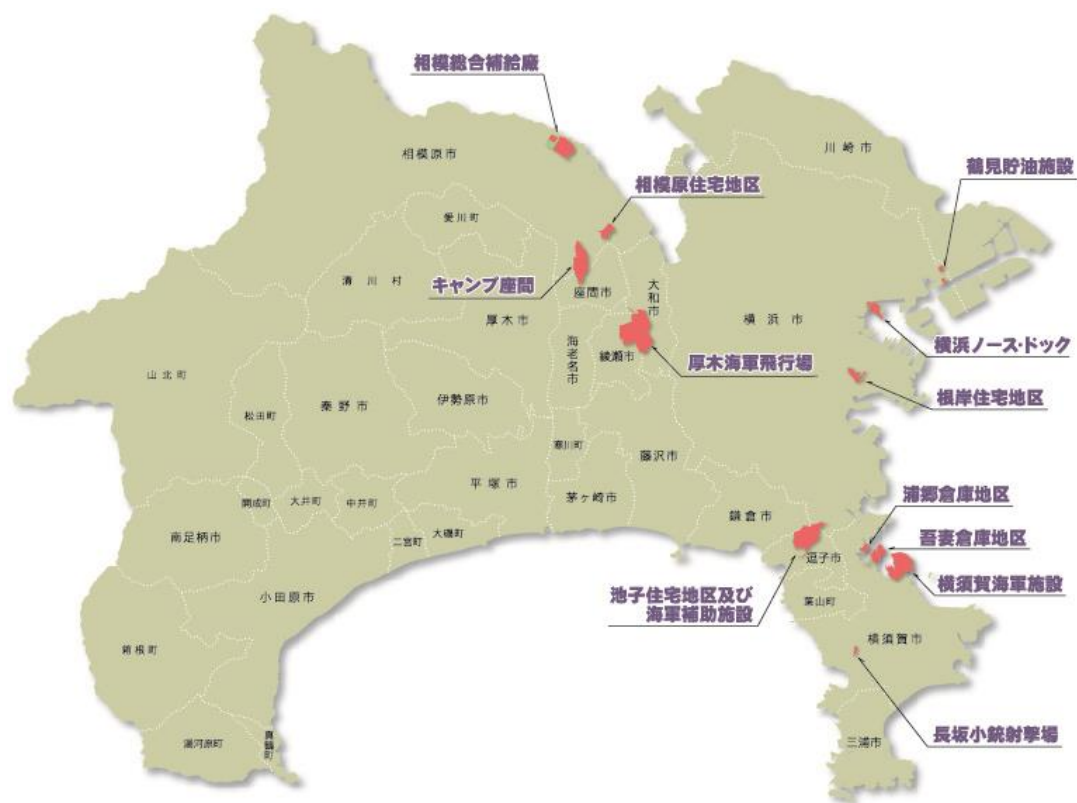 相模総合補給廠
川崎市
相模原市
鶴見貯油施設
相模原住宅地区
愛川町
清川村
キャンプ座間
座間市
大和市
厚木市
横浜市
海老名市
綾瀬市
横浜ノース・ドック
厚木海軍飛行場
山北町
根岸住宅地区
秦野市
伊勢原市
松田町
寒川町
藤沢市
平塚市
茅ヶ崎市
浦郷倉庫地区
開成町
大井町
中井町
鎌倉市
吾妻倉庫地区
南足柄市
大磯町
二宮町
逗子市
横須賀海軍施設
小田原市
池子住宅地区及び
海軍補助施設
葉山町
横須賀市
箱根町
長坂小銃射撃場
湯河原町
真鶴町
三浦市